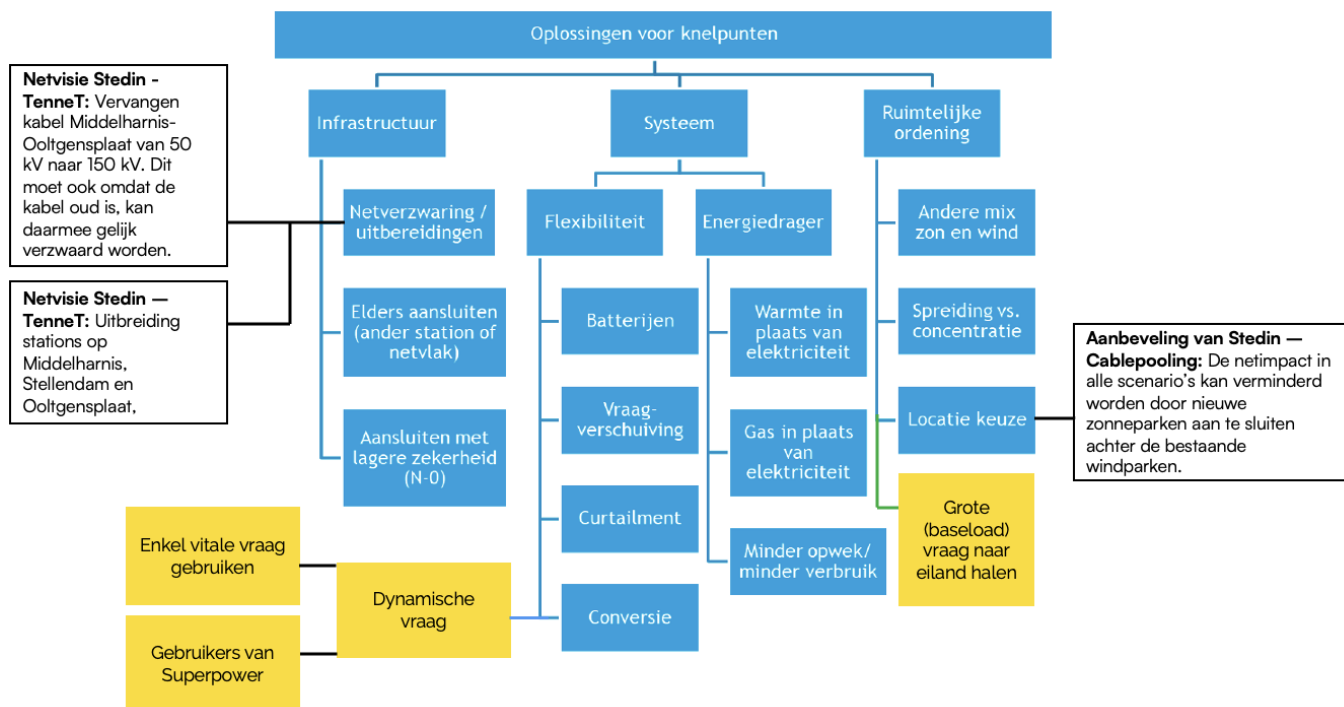 Oplossingen voor knelpunten
Netvisie Stedin -
TenneT: Vervangen
kabel Middelharnis-
Ooltgensplaat van 50
kV naar 150 kV. Dit
moet ook omdat de
kabel oud is, kan
daarmee gelijk
verzwaard worden.
Netvisie Stedin —
TenneT: Uitbreiding
stations op
Middelharnis,
Stellendam en
Ooltgensplaat,
Infrastructuur
Netverzwaring /
uitbereidingen
Elders aansluiten
(ander station of
netvlak)
Aansluiten met
lagere zekerheid
(N-0)
Systeem
Flexibiliteit
Batterijen
Vraag-
verschuiving
Curtailment
Conversie
Dynamische
vraag
Enkel vitale vraag
gebruiken
Gebruikers van
Superpower
Energiedrager
Warmte in
plaats van
elektriciteit
Gas in plaats
van
elektriciteit
Minder opwek/
minder verbruik
Ruimtelijke
ordening
Andere mix
zon en wind
Spreiding vs.
concentratie
Locatie keuze
Grote
(baseload)
vraag naar
eiland halen
Aanbeveling van Stedin —
Cablepooling: De netimpact in
alle scenario's kan verminderd
worden door nieuwe
zonneparken aan te sluiten
achter de bestaande
windparken.